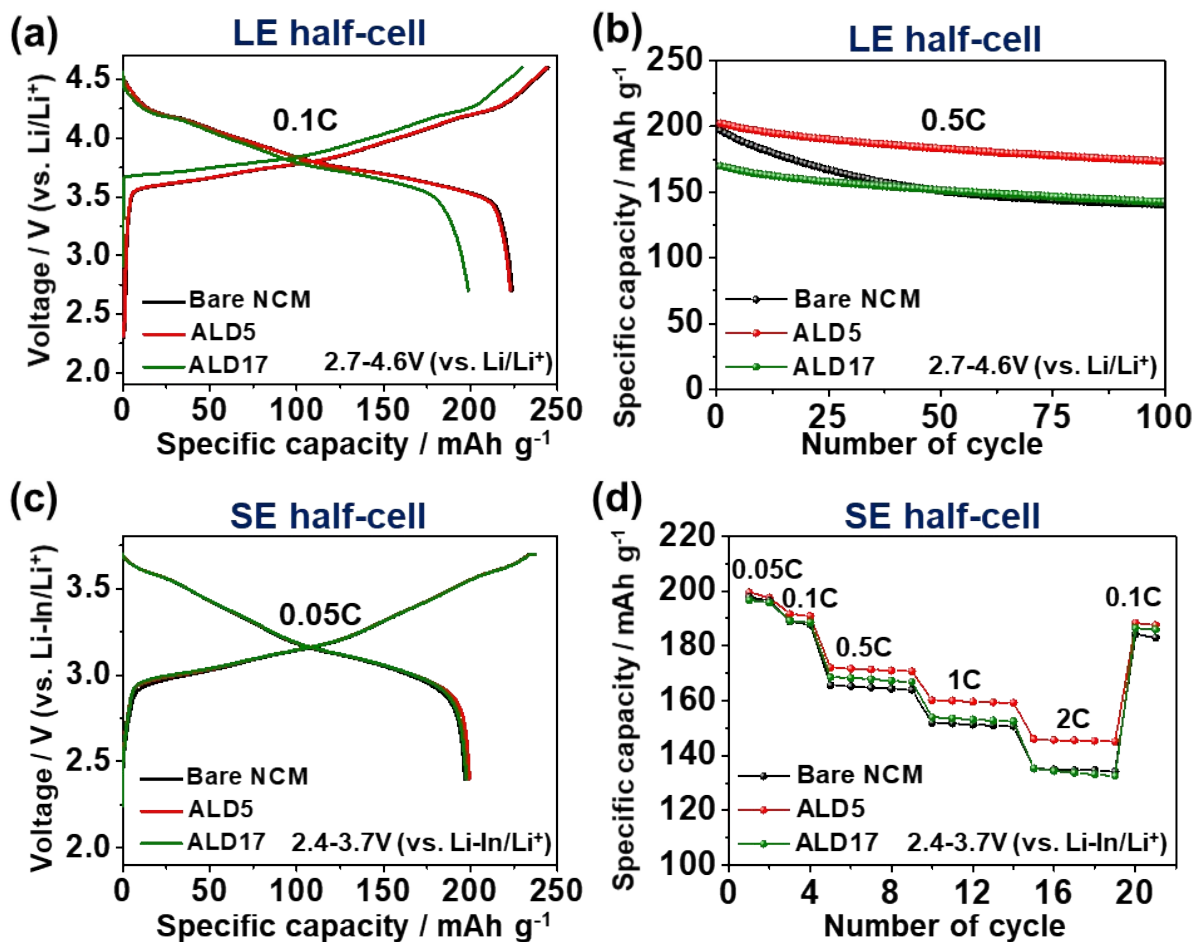 (a)
LE half-cell
Voltage / V (vs. Li/Li⁺)
4.5
4.0
3.5
3.0
2.5
2.0
0.1C
Bare NCM
ALD5
ALD17
2.7-4.6V (vs. Li/Li⁺)
0 50 100 150 200 250
Specific capacity / mAh g⁻¹
(b)
LE half-cell
Specific capacity / mAh g⁻¹
250
200
150
100
50
0
0.5C
Bare NCM
ALD5
ALD17
2.7-4.6V (vs. Li/Li⁺)
0 25 50 75 100
Number of cycle
(c)
SE half-cell
Voltage / V (vs. Li-In/Li⁺)
3.5
3.0
2.5
2.0
0.05C
Bare NCM
ALD5
ALD17
2.4-3.7V (vs. Li-In/Li⁺)
0 50 100 150 200 250
Specific capacity / mAh g⁻¹
(d)
SE half-cell
Specific capacity / mAh g⁻¹
220
200
180
160
140
120
100
0.05C
0.1C
0.5C
1C
2C
0.1C
Bare NCM
ALD5
ALD17
2.4-3.7V (vs. Li-In/Li⁺)
0 4 8 12 16 20
Number of cycle